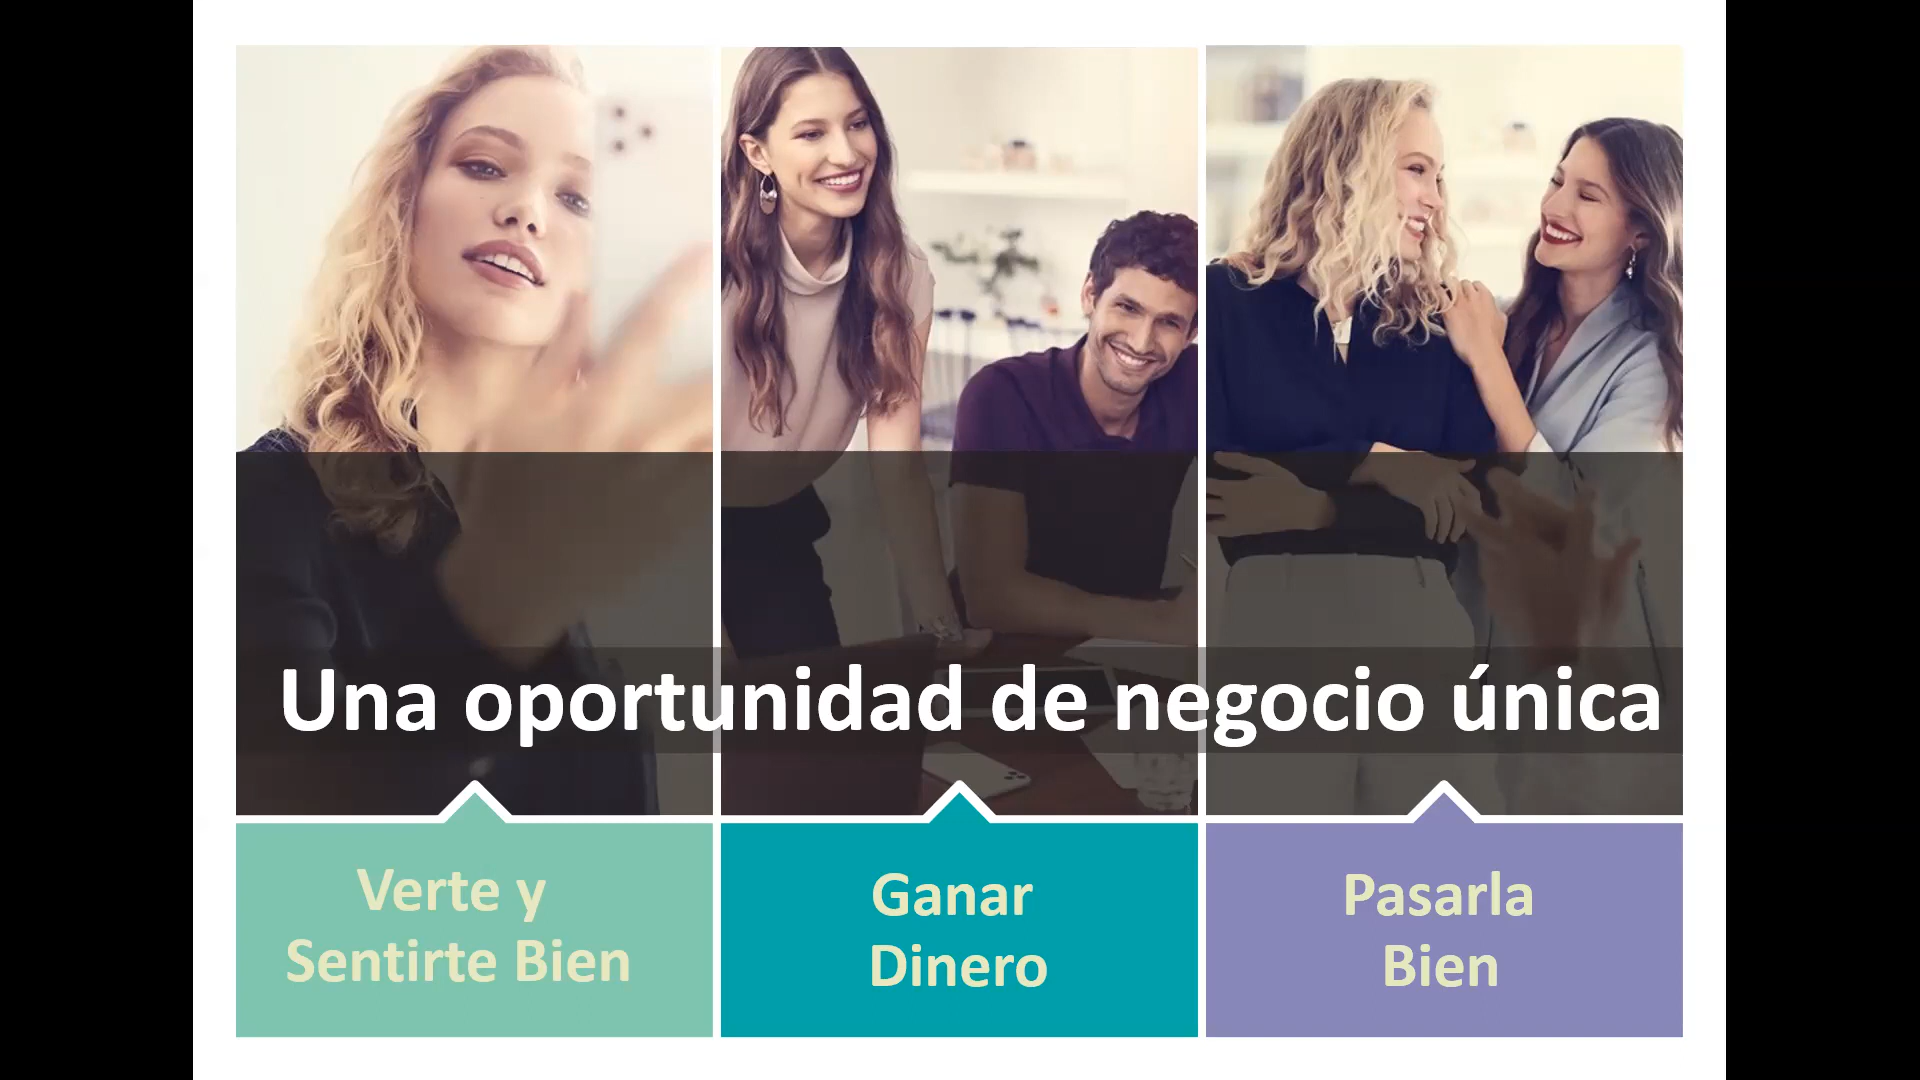 Una oportunidad de negocio única
Verte y
Sentirte Bien
Ganar
Dinero
Pasarla
Bien